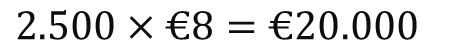 2.500 × €8 = €20.000